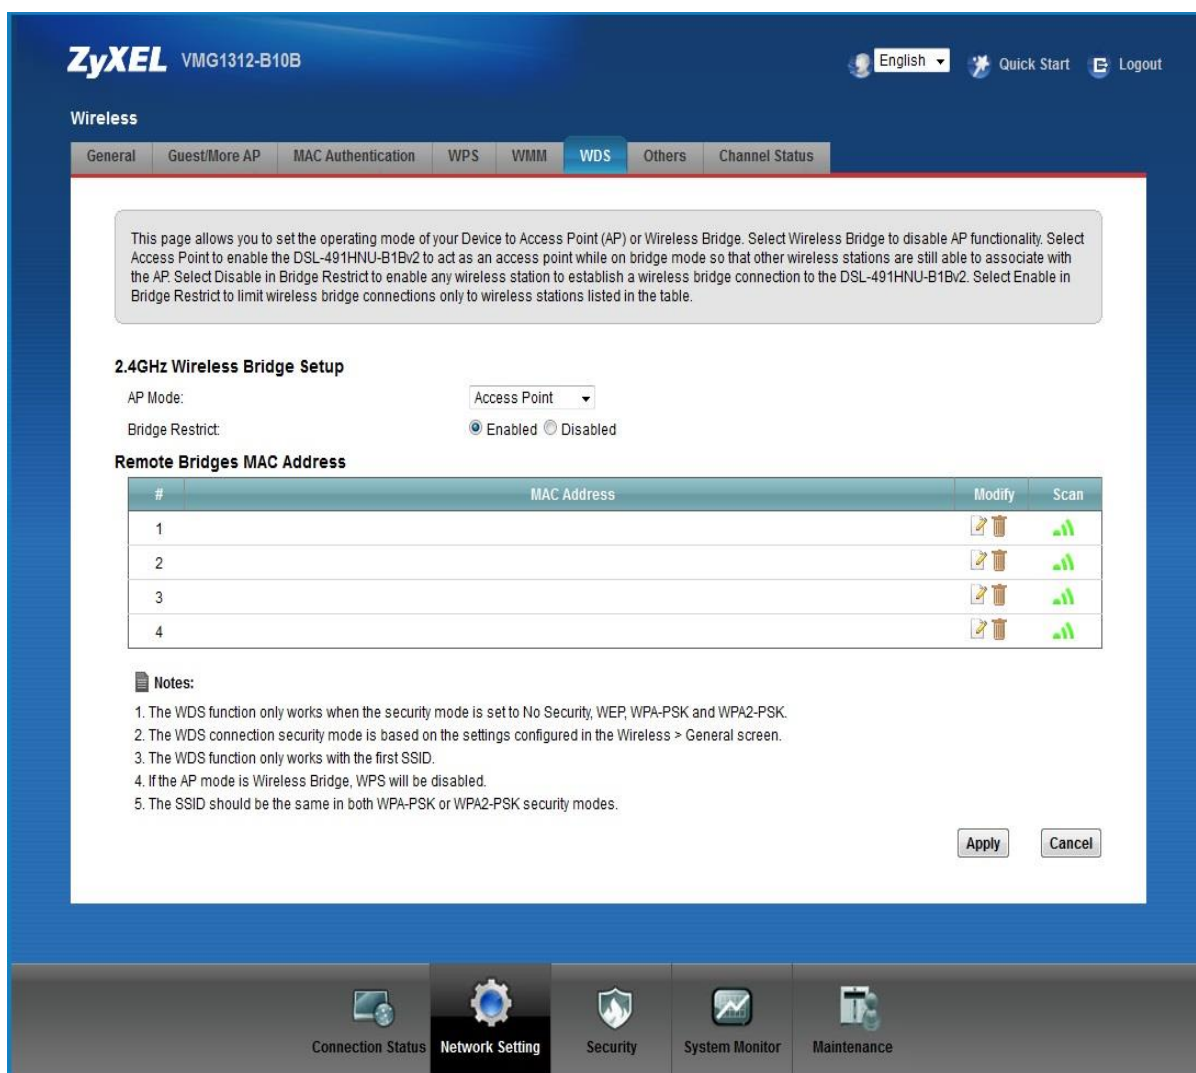 ZyXEL VMG1312-B10B
English Quick Start Logout
Wireless
General Guest/More AP MAC Authentication WPS WMM WDS Others Channel Status
This page allows you to set the operating mode of your Device to Access Point (AP) or Wireless Bridge. Select Wireless Bridge to disable AP functionality. Select
Access Point to enable the DSL-491HNU-B1Bv2 to act as an access point while on bridge mode so that other wireless stations are still able to associate with
the AP. Select Disable in Bridge Restrict to enable any wireless station to establish a wireless bridge connection to the DSL-491HNU-B1Bv2. Select Enable in
Bridge Restrict to limit wireless bridge connections only to wireless stations listed in the table.
2.4GHz Wireless Bridge Setup
AP Mode: Access Point
Bridge Restrict: Enabled Disabled
Remote Bridges MAC Address
# MAC Address Modify Scan
1
2
3
4
Notes:
1. The WDS function only works when the security mode is set to No Security, WEP, WPA-PSK and WPA2-PSK.
2. The WDS connection security mode is based on the settings configured in the Wireless > General screen.
3. The WDS function only works with the first SSID.
4. If the AP mode is Wireless Bridge, WPS will be disabled.
5. The SSID should be the same in both WPA-PSK or WPA2-PSK security modes.
Apply Cancel
Connection Status Network Setting Security System Monitor Maintenance